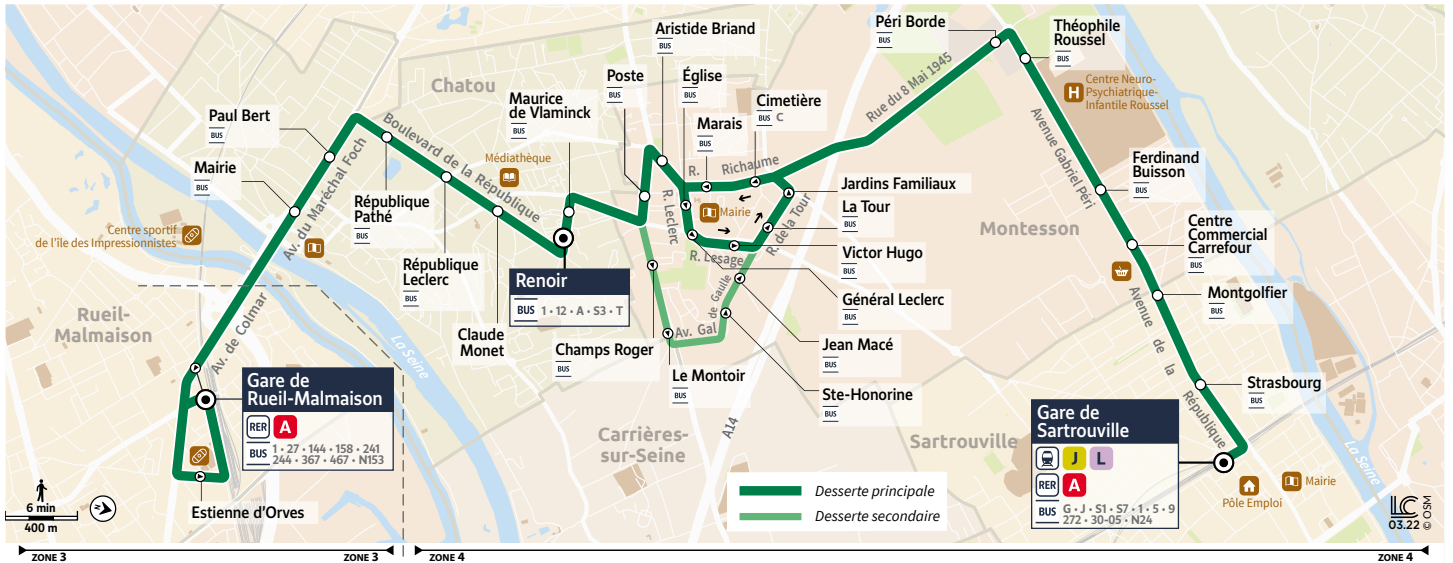 Aristide Briand
BUS
Péri Borde
BUS
Théophile
Roussel
BUS
Chatou
Poste
BUS
Église
BUS
Cimetière
BUS C
Rue du 8 Mai 1945
Centre Neuro-
Psychiatrique-
Infantile Roussel
H
Maurice
de Vlaminck
BUS
Marais
BUS
Paul Bert
BUS
Boulevard de la République
Médiathèque
Avenue Gabriel Péri
Mairie
BUS
Av. du Maréchal Foch
R. Richaume
Ferdinand
Buisson
BUS
République
Pathé
BUS
Jardins Familiaux
La Tour
BUS
R. Leclerc
Mairie
R. de la Tour
Montesson
Centre sportif
de l'île des Impressionnistes
Centre
Commercial
Carrefour
BUS
République
Leclerc
BUS
R. Lesage
Victor Hugo
BUS
Renoir
BUS 1 • 12 • A • S3 • T
Général Leclerc
BUS
Montgolfier
BUS
Rueil-
Malmaison
Av. de Colmar
La Seine
Claude
Monet
Av. Gal de Gaulle
Avenue de la République
Champs Roger
BUS
Jean Macé
BUS
Le Montoir
BUS
Ste-Honorine
BUS
Strasbourg
BUS
Gare de
Rueil-Malmaison
RER A
BUS 1 • 27 • 144 • 158 • 241
244 • 367 • 467 • N153
Carrières-
sur-Seine
A14
Sartrouville
Gare de
Sartrouville
J L
RER A
BUS G • J • S1 • S7 • 1 • 5 • 9
272 • 30-05 • N24
La Seine
Pôle Emploi
Mairie
Estienne d'Orves
Desserte principale
Desserte secondaire
6 min
400 m
LC
03.22
© OSM
ZONE 3
ZONE 3
ZONE 4
ZONE 4